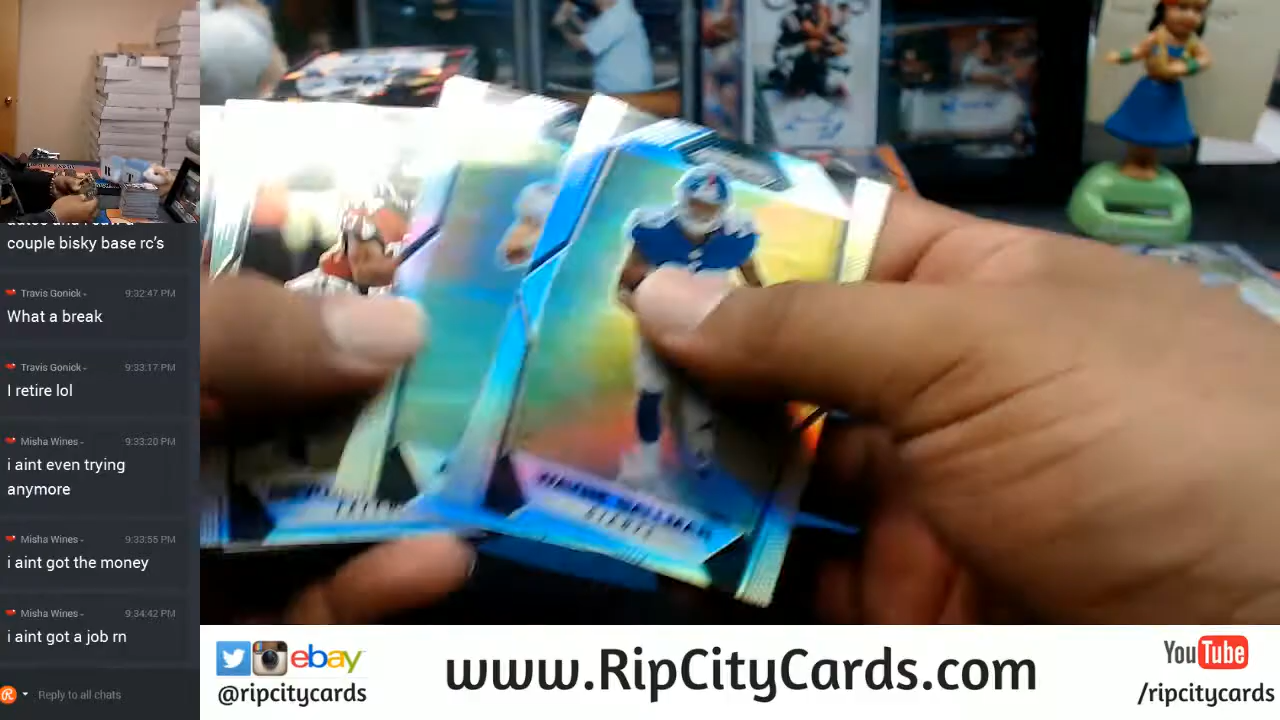 couple bisky base rc's
Travis Gonick - 9:32:47 PM
What a break
Travis Gonick - 9:33:17 PM
I retire lol
Misha Wines - 9:33:20 PM
i aint even trying
anymore
Misha Wines - 9:33:55 PM
i aint got the money
Misha Wines - 9:34:42 PM
i aint got a job rn
Reply to all chats
GIANTS
ebay
@ripcitycards
www.RipCityCards.com
YouTube
/ripcitycards